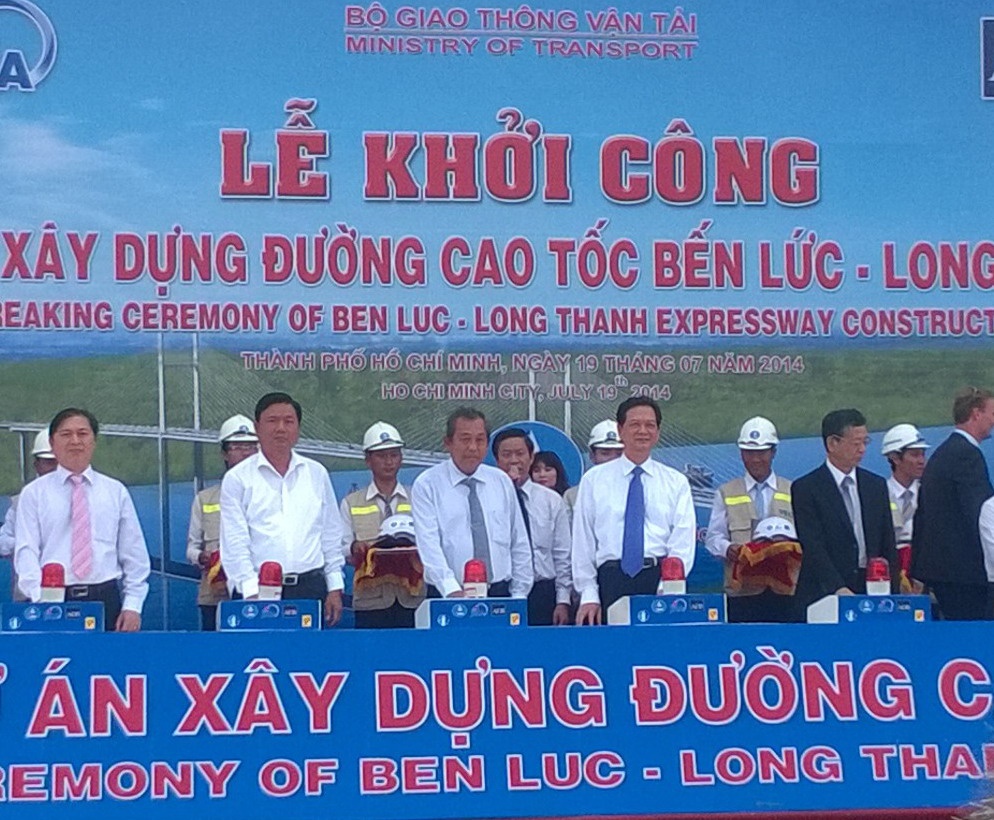 BỘ GIAO THÔNG VẬN TẢI
MINISTRY OF TRANSPORT
A
LỄ KHỞI CÔNG
XÂY DỰNG ĐƯỜNG CAO TỐC BẾN LỨC - LONG
EAKING CEREMONY OF BEN LUC - LONG THANH EXPRESSWAY CONSTRUCT
THÀNH PHỐ HỒ CHÍ MINH, NGÀY 19 THÁNG 07 NĂM 2014
HO CHI MINH CITY, JULY 19th 2014
ÁN XÂY DỰNG ĐƯỜNG C
REMONY OF BEN LUC - LONG THA